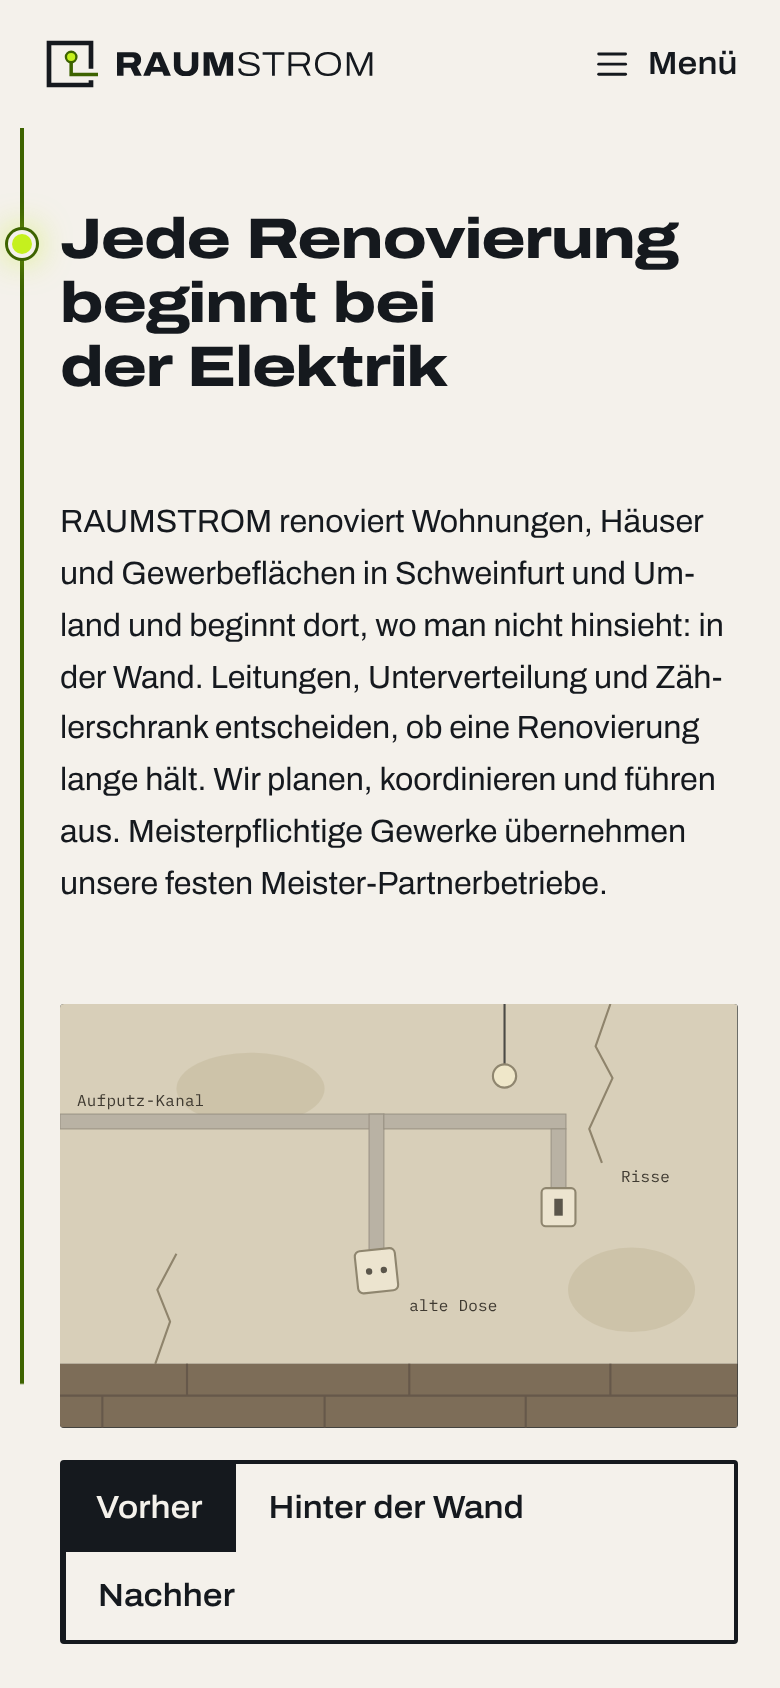 RAUMSTROM
Menü
Jede Renovierung
beginnt bei
der Elektrik
RAUMSTROM renoviert Wohnungen, Häuser
und Gewerbeflächen in Schweinfurt und Um-
land und beginnt dort, wo man nicht hinsieht: in
der Wand. Leitungen, Unterverteilung und Zäh-
lerschrank entscheiden, ob eine Renovierung
lange hält. Wir planen, koordinieren und führen
aus. Meisterpflichtige Gewerke übernehmen
unsere festen Meister-Partnerbetriebe.
Aufputz-Kanal
Risse
alte Dose
Vorher
Hinter der Wand
Nachher